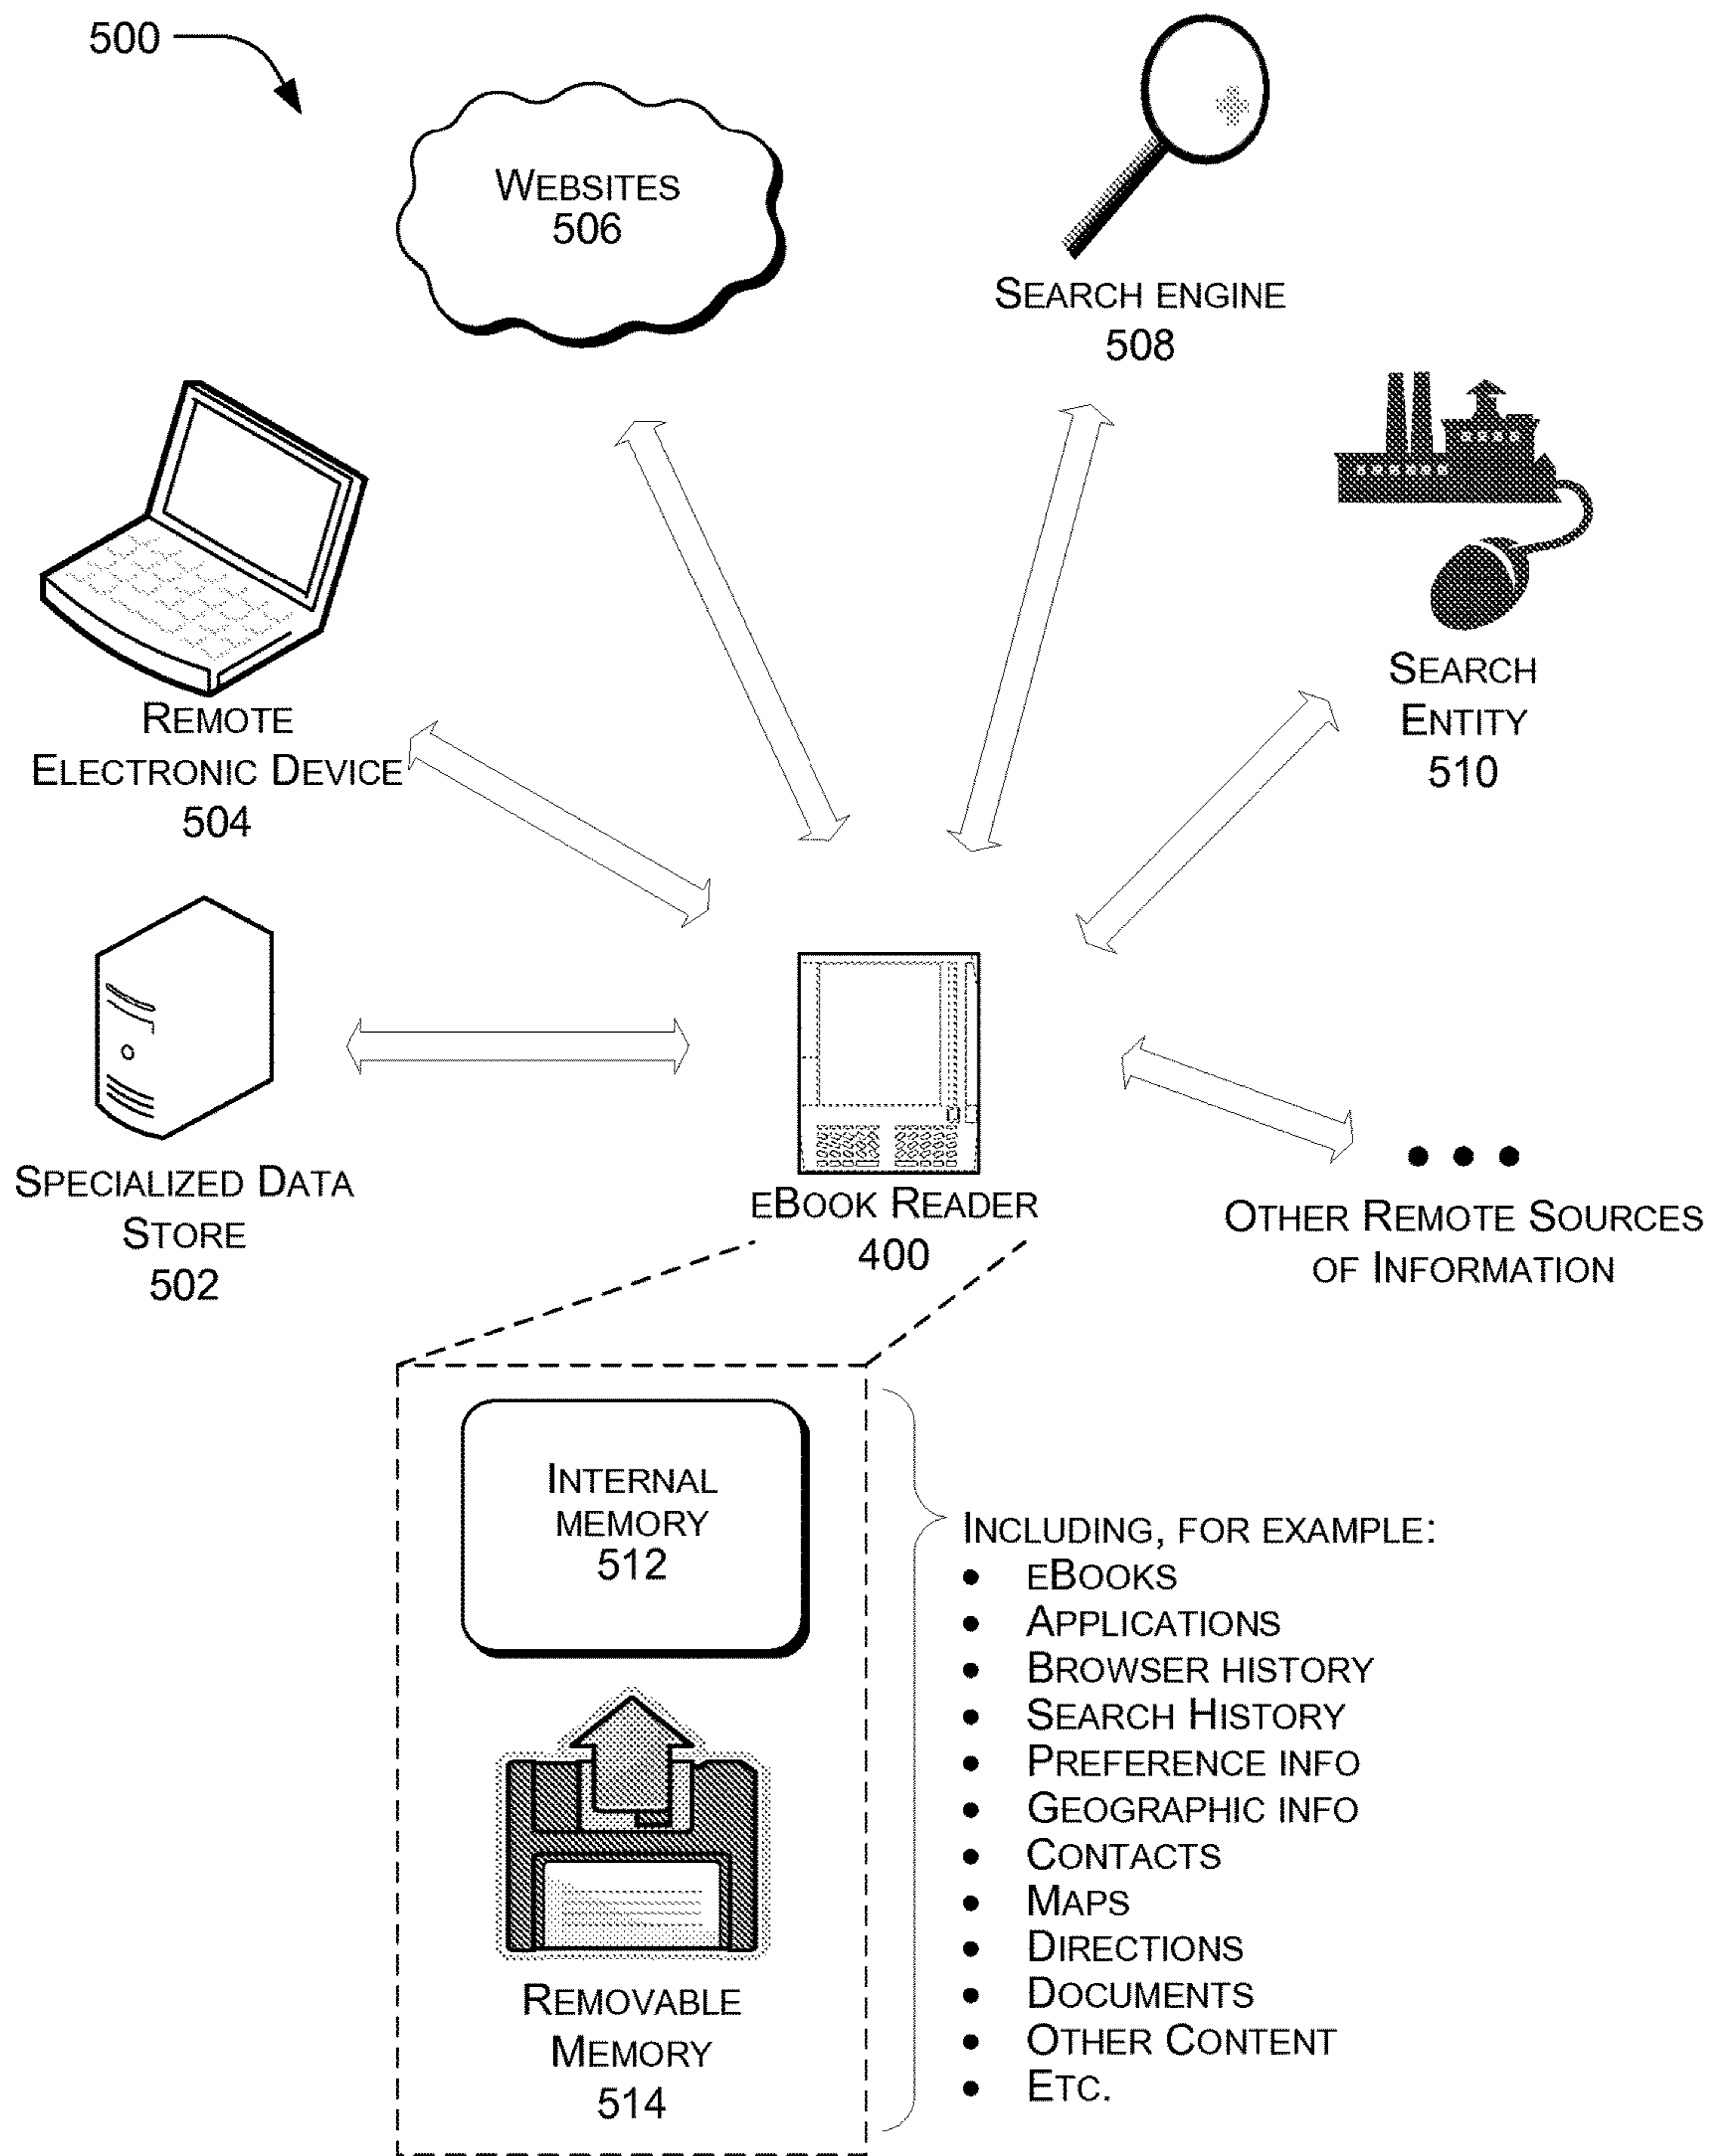 500
WEBSITES
506
SEARCH ENGINE
508
REMOTE
ELECTRONIC DEVICE
504
SEARCH
ENTITY
510
SPECIALIZED DATA
STORE
502
EBOOK READER
400
OTHER REMOTE SOURCES
OF INFORMATION
INTERNAL
MEMORY
512
REMOVABLE
MEMORY
514
INCLUDING, FOR EXAMPLE:
• EBOOKS
• APPLICATIONS
• BROWSER HISTORY
• SEARCH HISTORY
• PREFERENCE INFO
• GEOGRAPHIC INFO
• CONTACTS
• MAPS
• DIRECTIONS
• DOCUMENTS
• OTHER CONTENT
• ETC.